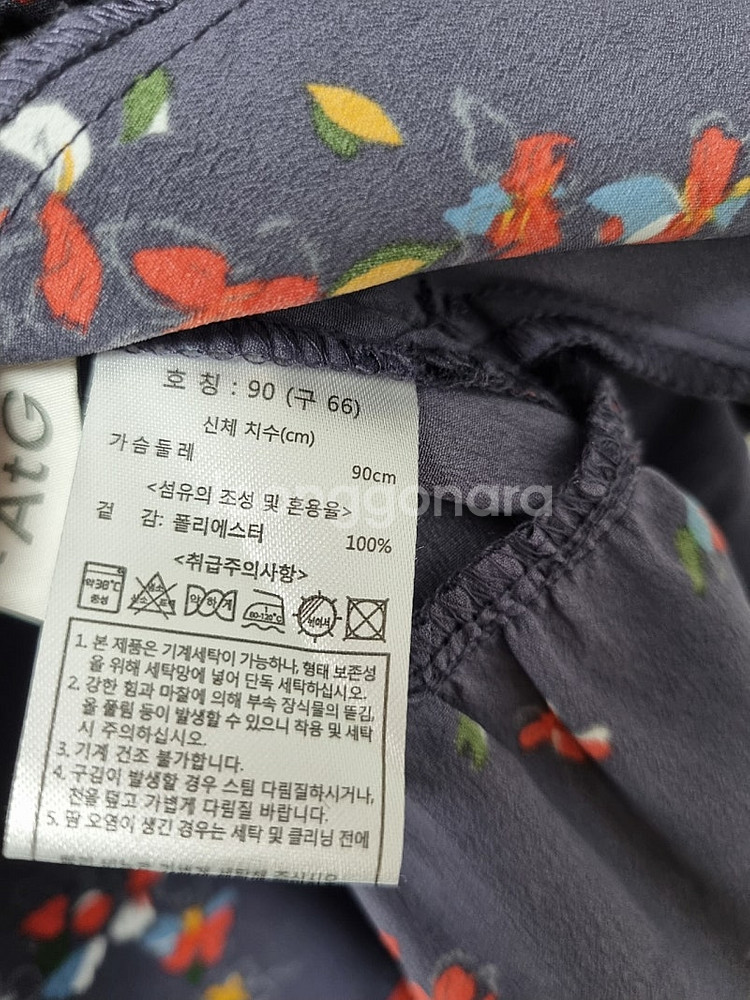 AtG
호 칭 : 90 (구 66)
신체 치수(cm)
가슴둘레
90cm
<섬유의 조성 및 혼용율>
겉 감: 폴리에스터
100%
<취급주의사항>
약30℃
중성
약하게
80-120℃
뉘어서
1. 본 제품은 기계세탁이 가능하나, 형태 보존성
을 위해 세탁망에 넣어 단독 세탁하십시오.
2. 강한 힘과 마찰에 의해 부속 장식물의 뜯김,
올 풀림 등이 발생할 수 있으니 착용 및 세탁
시 주의하십시오.
3. 기계 건조 불가합니다.
4. 구김이 발생할 경우 스팀 다림질하시거나,
천을 덮고 가볍게 다림질 바랍니다.
5. 땀 오염이 생긴 경우는 세탁 및 클리닝 전에